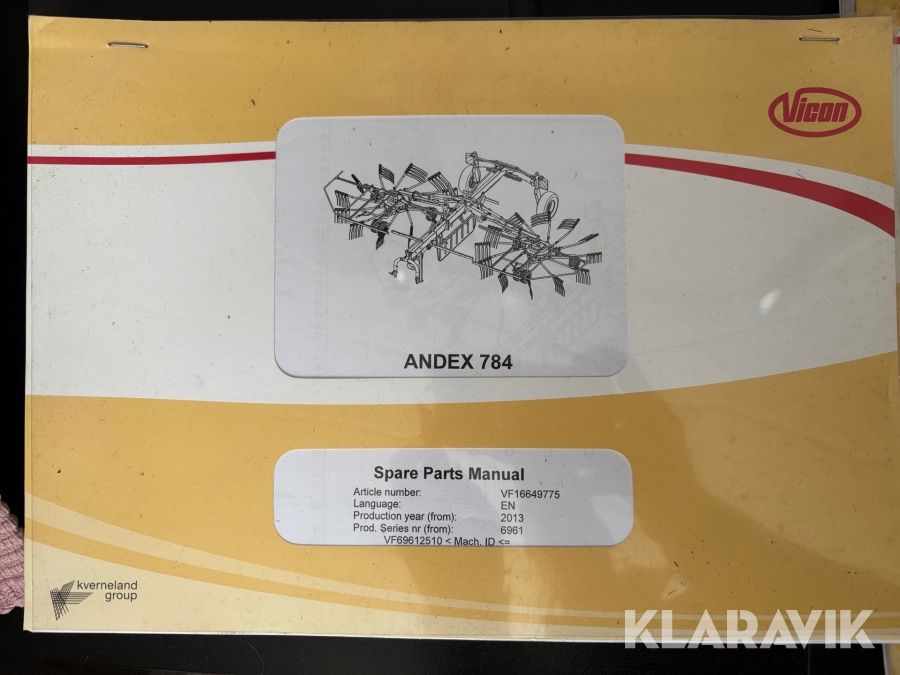 Vicon
ANDEX 784
Spare Parts Manual
Article number: VF16649775
Language: EN
Production year (from): 2013
Prod. Series nr (from): 6961
VF69612510 < Mach. ID <=
kverneland
group
KLARAVIK